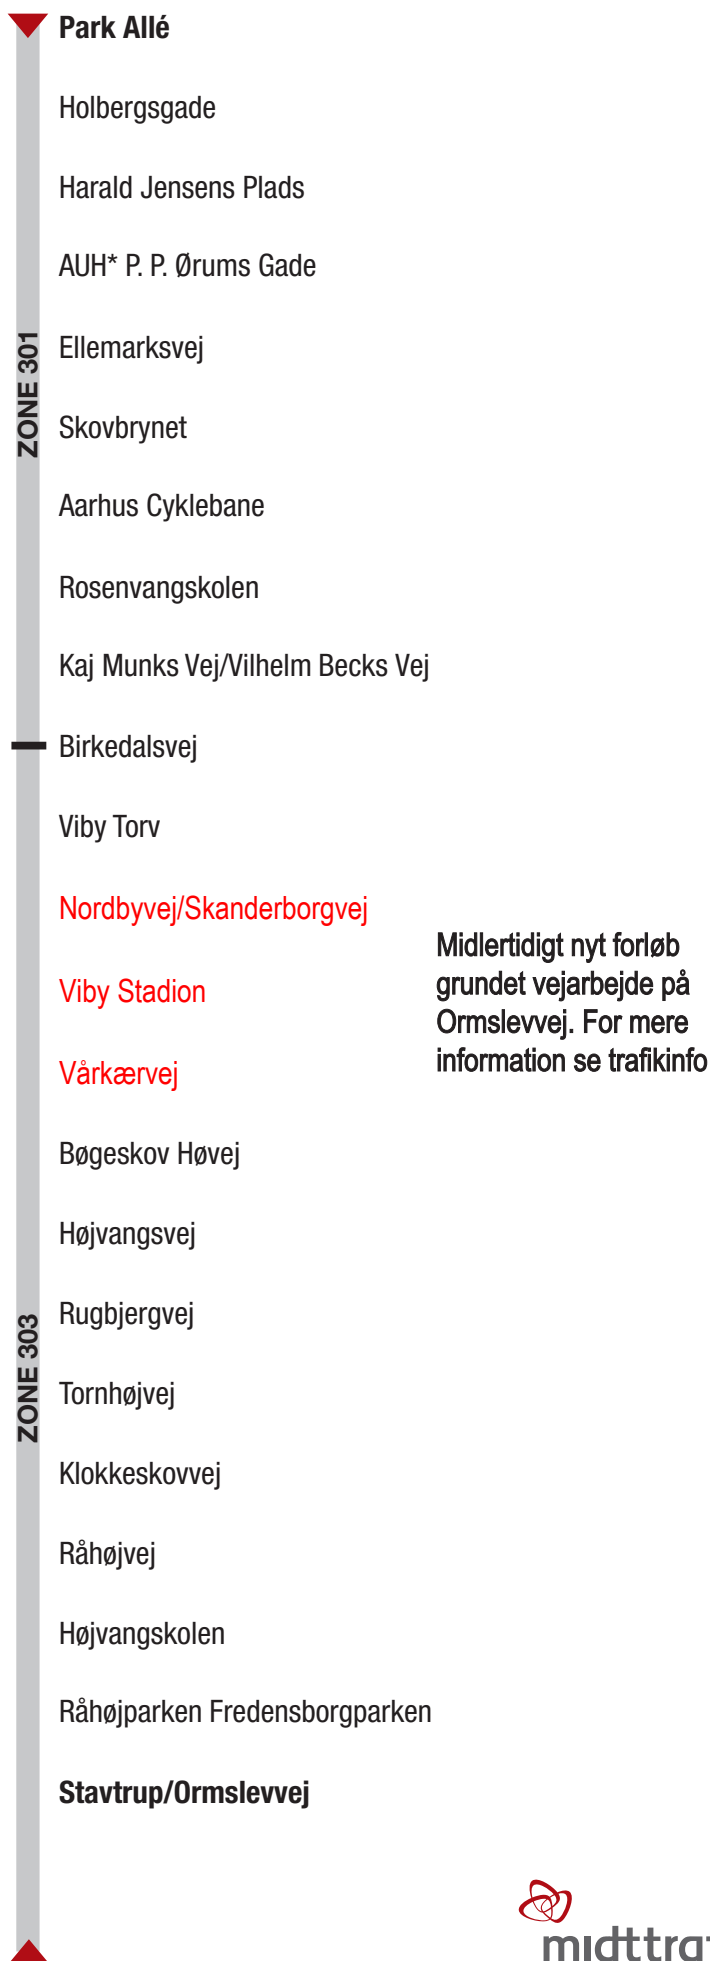 Park Allé
Holbergsgade
Harald Jensens Plads
AUH* P. P. Ørums Gade
ZONE 301
Ellemarksvej
Skovbrynet
Aarhus Cyklebane
Rosenvangskolen
Kaj Munks Vej/Vilhelm Becks Vej
Birkedalsvej
Viby Torv
Nordbyvej/Skanderborgvej
Viby Stadion
Vårkærvej
Midlertidigt nyt forløb
grundet vejarbejde på
Ormslevvej. For mere
information se trafikinfo
Bøgeskov Høvej
Højvangsvej
Rugbjergvej
ZONE 303
Tornhøjvej
Klokkeskovvej
Råhøjvej
Højvangskolen
Råhøjparken Fredensborgparken
Stavtrup/Ormslevvej